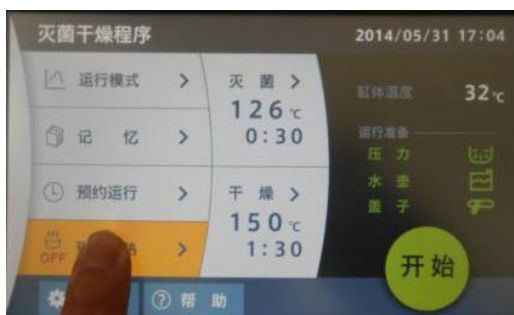 灭菌干燥程序
2014/05/31 17:04
运行模式
记 忆
预约运行
OFF
帮 助
灭 菌
126℃
0:30
干 燥
150℃
1:30
缸体温度
32℃
运行准备
压 力
水 壶
盖 子
开始